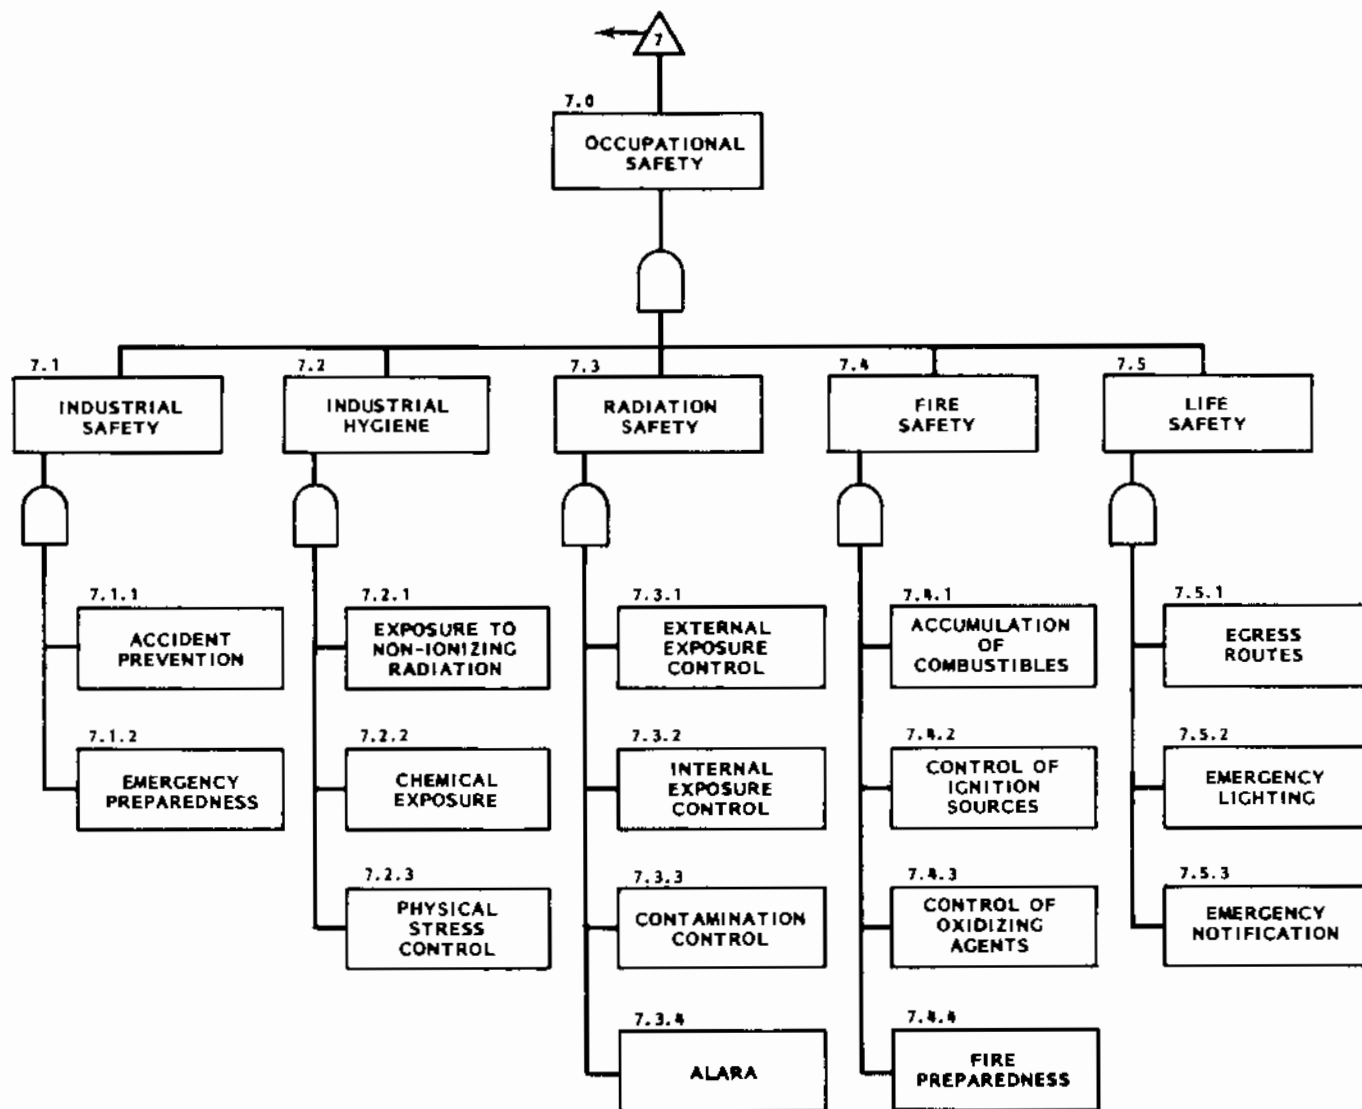 7
7.0
OCCUPATIONAL
SAFETY
7.1
INDUSTRIAL
SAFETY
7.2
INDUSTRIAL
HYGIENE
7.3
RADIATION
SAFETY
7.4
FIRE
SAFETY
7.5
LIFE
SAFETY
7.1.1
ACCIDENT
PREVENTION
7.2.1
EXPOSURE TO
NON-IONIZING
RADIATION
7.3.1
EXTERNAL
EXPOSURE
CONTROL
7.4.1
ACCUMULATION
OF
COMBUSTIBLES
7.5.1
EGRESS
ROUTES
7.1.2
EMERGENCY
PREPAREDNESS
7.2.2
CHEMICAL
EXPOSURE
7.3.2
INTERNAL
EXPOSURE
CONTROL
7.4.2
CONTROL OF
IGNITION
SOURCES
7.5.2
EMERGENCY
LIGHTING
7.2.3
PHYSICAL
STRESS
CONTROL
7.3.3
CONTAMINATION
CONTROL
7.4.3
CONTROL OF
OXIDIZING
AGENTS
7.5.3
EMERGENCY
NOTIFICATION
7.3.4
ALARA
7.4.4
FIRE
PREPAREDNESS